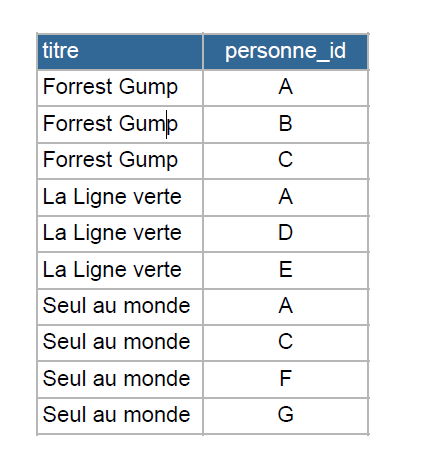 titre personne_id
Forrest Gump A
Forrest Gump B
Forrest Gump C
La Ligne verte A
La Ligne verte D
La Ligne verte E
Seul au monde A
Seul au monde C
Seul au monde F
Seul au monde G